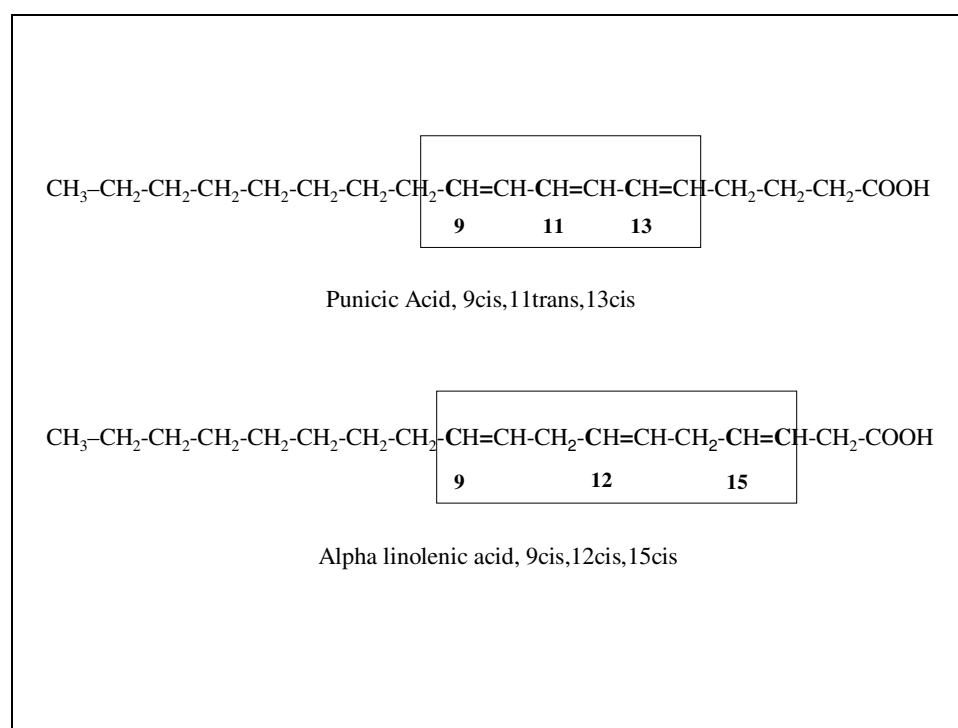 CH₃–CH₂-CH₂-CH₂-CH₂-CH₂-CH₂-CH₂-CH=CH-CH=CH-CH=CH-CH₂-CH₂-CH₂-COOH
9 11 13
Punicic Acid, 9cis,11trans,13cis
CH₃–CH₂-CH₂-CH₂-CH₂-CH₂-CH₂-CH₂-CH=CH-CH₂-CH=CH-CH₂-CH=CH-CH₂-COOH
9 12 15
Alpha linolenic acid, 9cis,12cis,15cis